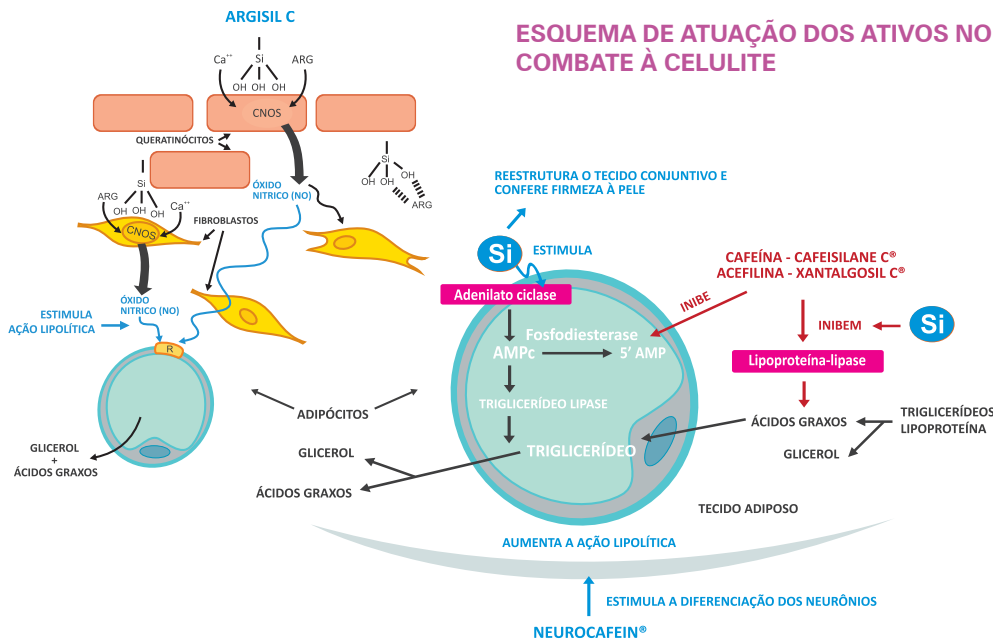 ARGISIL C
ESQUEMA DE ATUAÇÃO DOS ATIVOS NO
COMBATE À CELULITE
Ca++
Si
ARG
OH OH OH
CNOS
QUERATINÓCITOS
Si
OH OH
OH
ARG
Si
ARG
OH OH OH
Ca++
CNOS
ÓXIDO
NITRICO (NO)
FIBROBLASTOS
ÓXIDO
NITRICO (NO)
ESTIMULA
AÇÃO LIPOLÍTICA
R
GLICEROL
+
ÁCIDOS GRAXOS
REESTRUTURA O TECIDO CONJUNTIVO E
CONFERE FIRMEZA À PELE
Si
ESTIMULA
Adenilato ciclase
Fosfodiesterase
AMPc
5' AMP
TRIGLICERÍDEO LIPASE
TRIGLICERÍDEO
INIBE
CAFEÍNA - CAFEISILANE C®
ACEFILINA - XANTALGOSIL C®
INIBEM
Si
Lipoproteína-lipase
ÁCIDOS GRAXOS
GLICEROL
TRIGLICERÍDEOS
LIPOPROTEÍNA
ADIPÓCITOS
GLICEROL
ÁCIDOS GRAXOS
TECIDO ADIPOSO
AUMENTA A AÇÃO LIPOLÍTICA
ESTIMULA A DIFERENCIAÇÃO DOS NEURÔNIOS
NEUROCAFEIN®